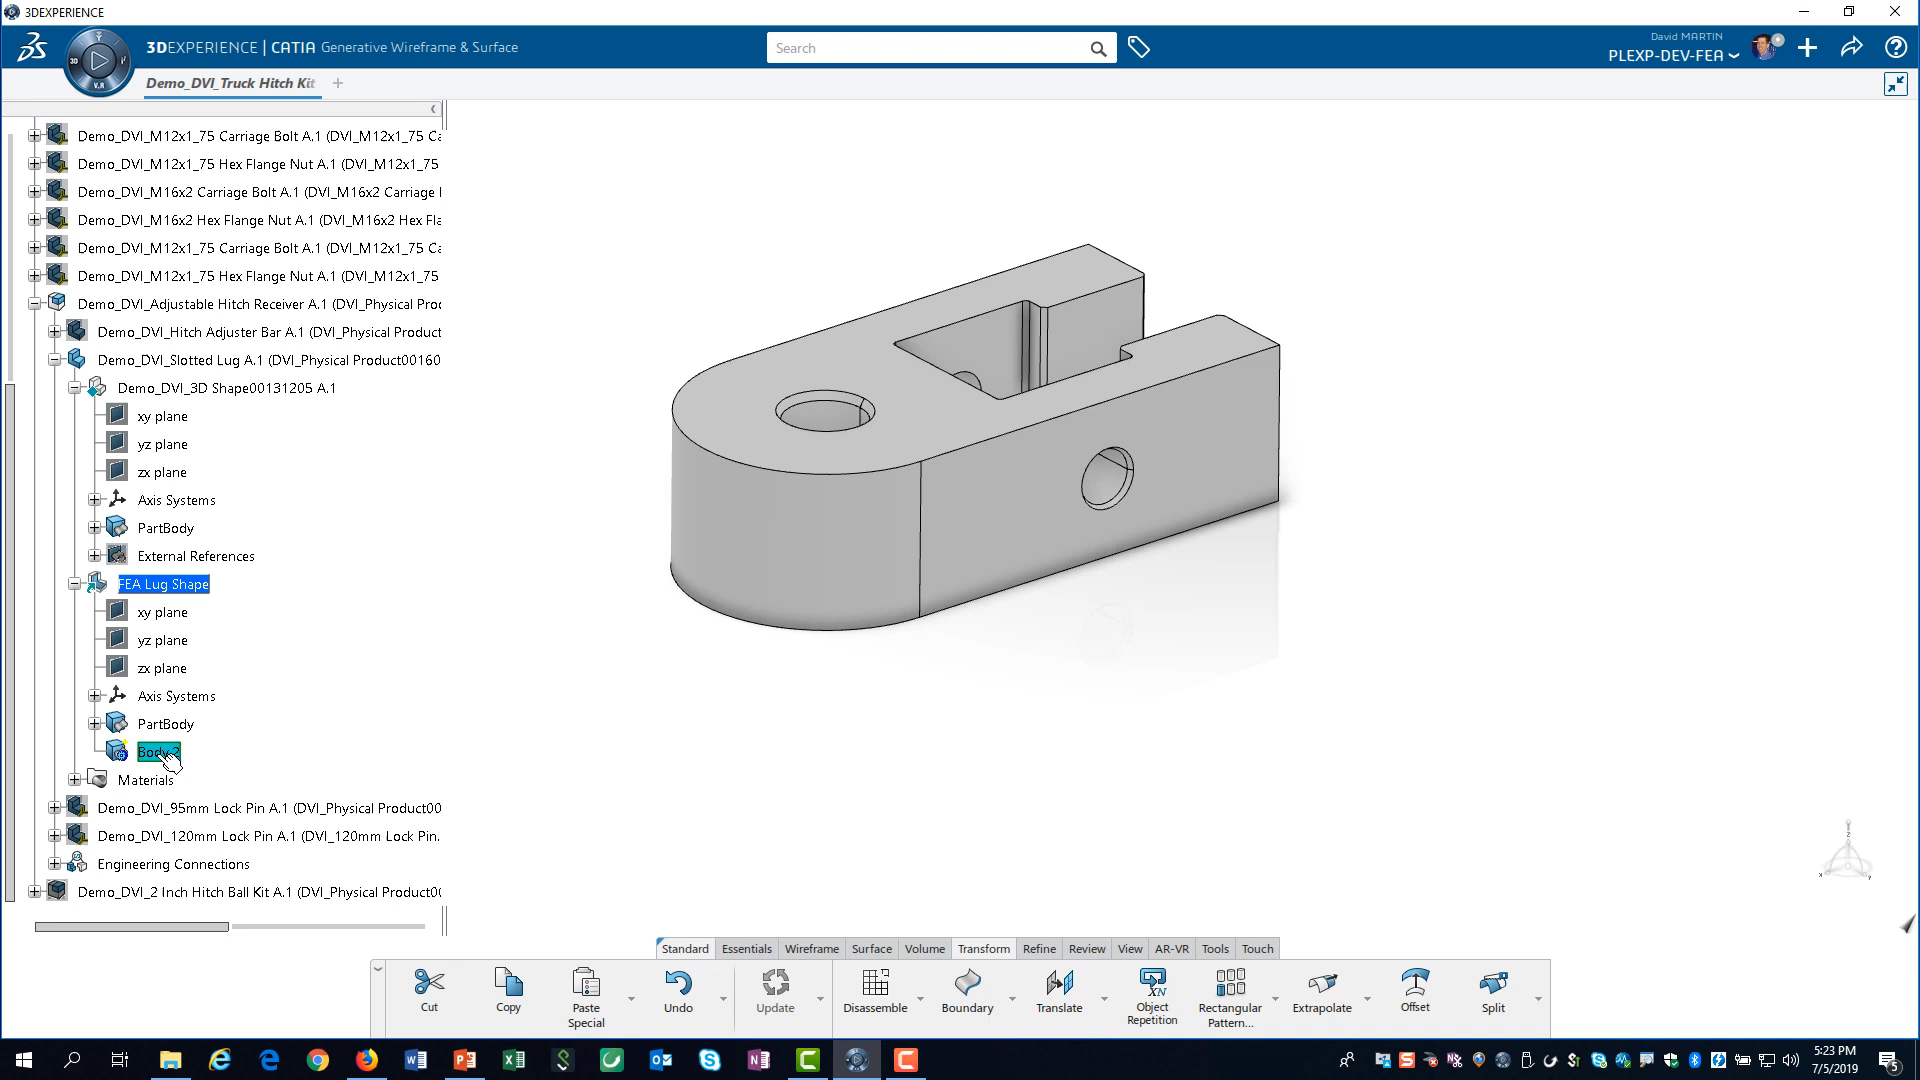 3DEXPERIENCE
3DEXPERIENCE | CATIA Generative Wireframe & Surface
Search
David MARTIN
PLEXP-DEV-FEA
3D
V.R
Demo_DVI_Truck Hitch Kit
Demo_DVI_M12x1_75 Carriage Bolt A.1 (DVI_M12x1_75 Ca
Demo_DVI_M12x1_75 Hex Flange Nut A.1 (DVI_M12x1_75
Demo_DVI_M16x2 Carriage Bolt A.1 (DVI_M16x2 Carriage
Demo_DVI_M16x2 Hex Flange Nut A.1 (DVI_M16x2 Hex Fla
Demo_DVI_M12x1_75 Carriage Bolt A.1 (DVI_M12x1_75 Ca
Demo_DVI_M12x1_75 Hex Flange Nut A.1 (DVI_M12x1_75
Demo_DVI_Adjustable Hitch Receiver A.1 (DVI_Physical Proc
Demo_DVI_Hitch Adjuster Bar A.1 (DVI_Physical Product
Demo_DVI_Slotted Lug A.1 (DVI_Physical Product00160
Demo_DVI_3D Shape00131205 A.1
xy plane
yz plane
zx plane
Axis Systems
PartBody
External References
FEA Lug Shape
xy plane
yz plane
zx plane
Axis Systems
PartBody
Body.2
Materials
Demo_DVI_95mm Lock Pin A.1 (DVI_Physical Product00
Demo_DVI_120mm Lock Pin A.1 (DVI_120mm Lock Pin.
Engineering Connections
Demo_DVI_2 Inch Hitch Ball Kit A.1 (DVI_Physical Product0
z
x
y
Standard Essentials Wireframe Surface Volume Transform Refine Review View AR-VR Tools Touch
Cut
Copy
Paste Special
Undo
Update
Disassemble
Boundary
Translate
Object Repetition
Rectangular Pattern...
Extrapolate
Offset
Split
5:23 PM
7/5/2019
5